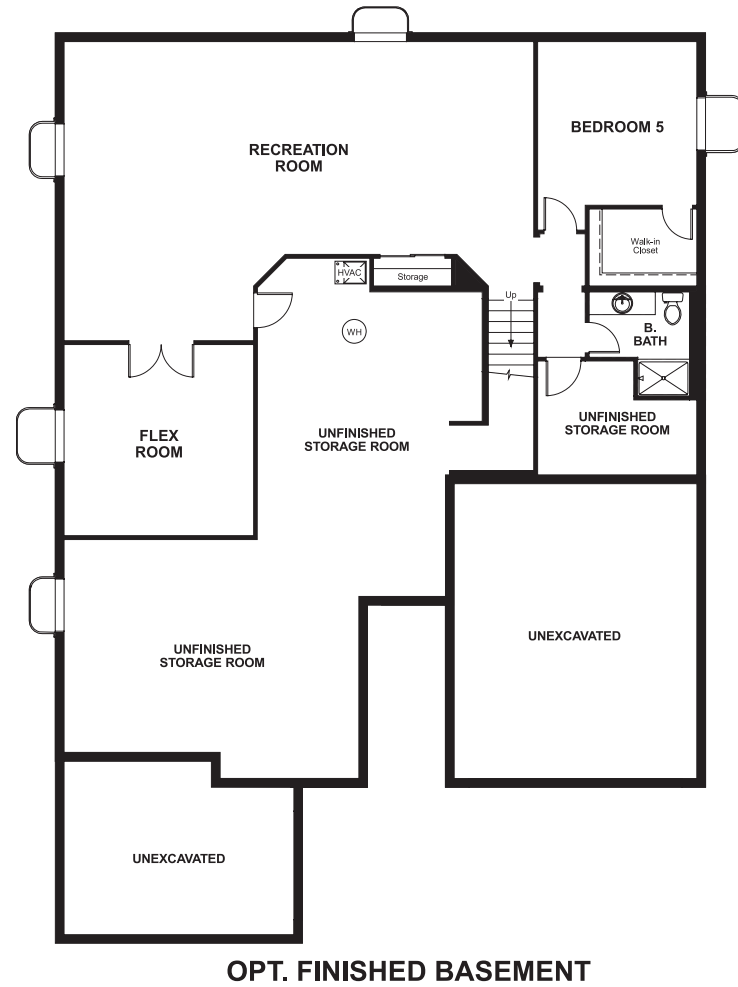 BEDROOM 5
RECREATION
ROOM
Walk-in
Closet
HVAC
Storage
Up
WH
B.
BATH
FLEX
ROOM
UNFINISHED
STORAGE ROOM
UNFINISHED
STORAGE ROOM
UNEXCAVATED
UNFINISHED
STORAGE ROOM
UNEXCAVATED
OPT. FINISHED BASEMENT